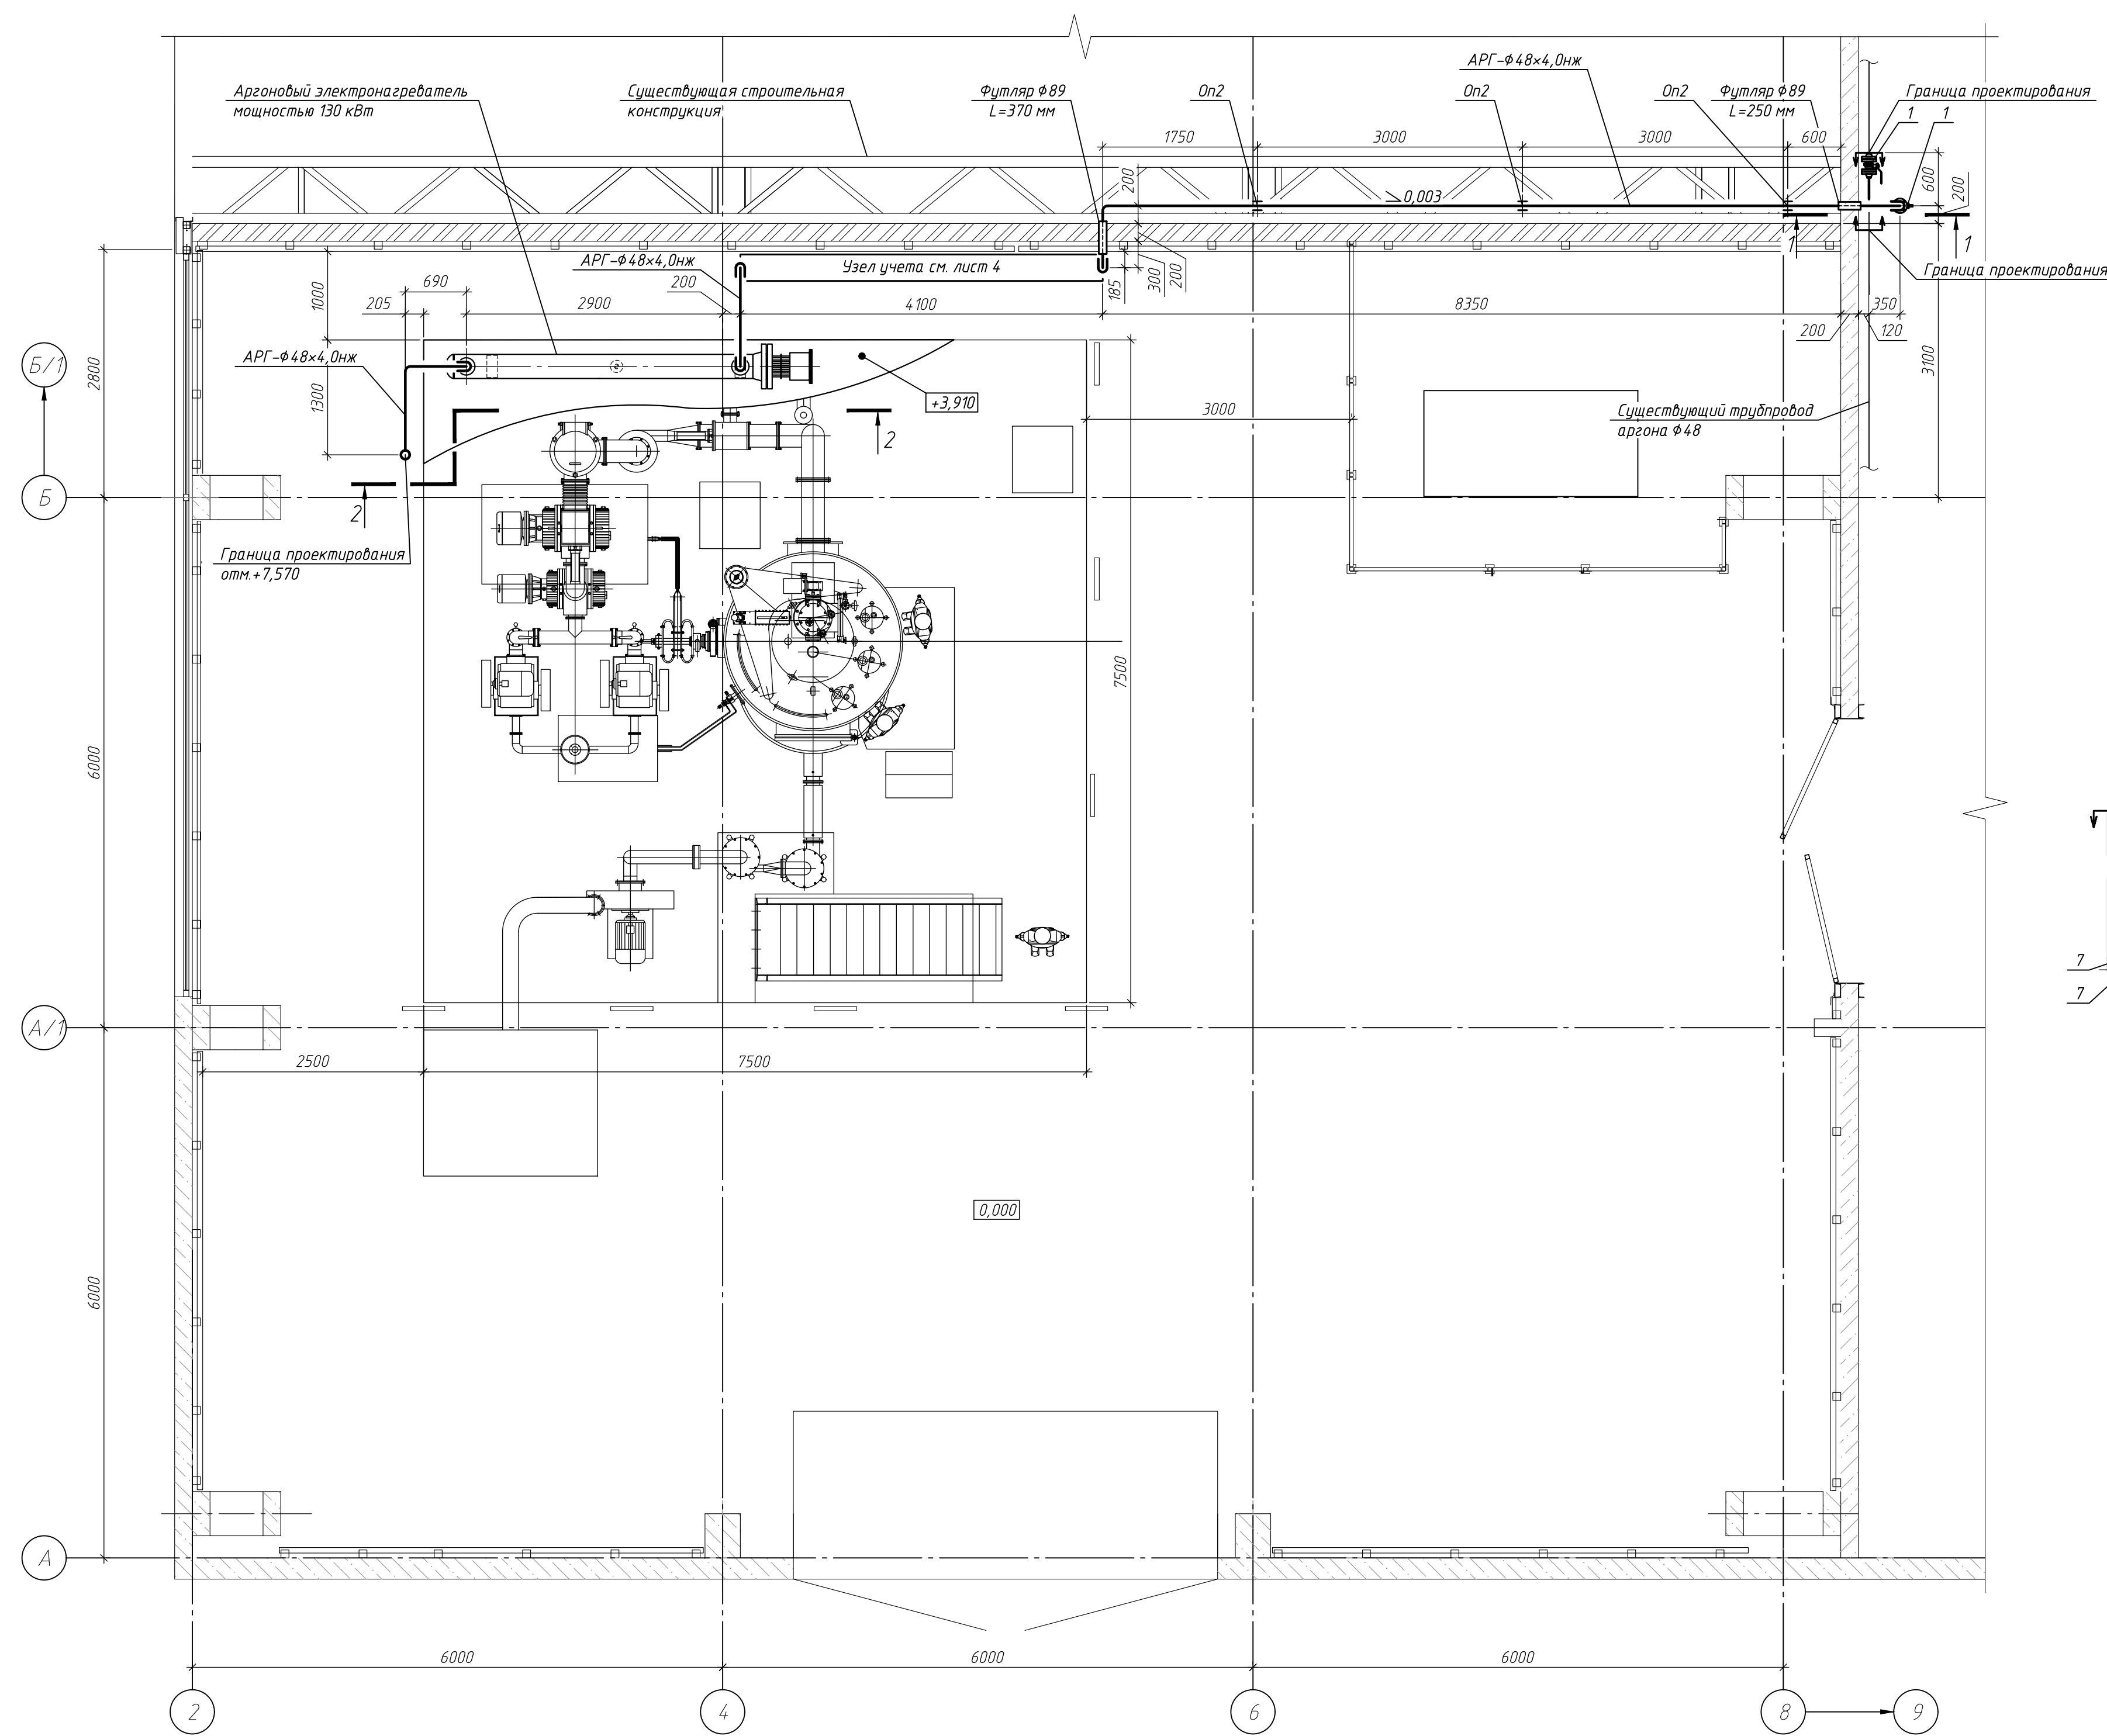 АРГ-Ф48×4,0нж
Аргоновый электронагреватель
мощностью 130 кВт
Существующая строительная
конструкция
Футляр Ф89
L=370 мм
Оп2
Оп2
Оп2
Футляр Ф89
L=250 мм
Граница проектирования
1
1
1750
3000
3000
600
200
0,003
600
200
1
1
Граница проектирования
АРГ-Ф48×4,0нж
Узел учета см. лист 4
200
185
300
200
690
205
2900
4100
8350
350
200
120
1000
1300
2800
3100
АРГ-Ф48×4,0нж
+3,910
3000
Существующий трубпровод
аргона Ф48
2
2
Б/1
Б
Граница проектирования
отм.+7,570
7500
6000
7
7
А/1
2500
7500
0,000
6000
А
6000
6000
6000
2
4
6
8
9